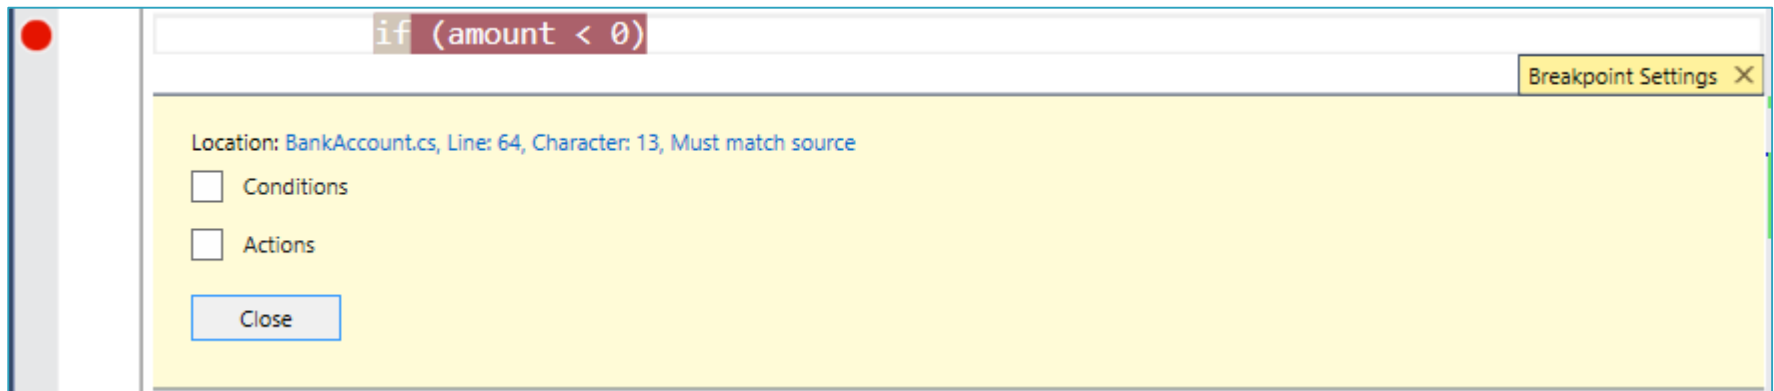 if (amount < 0)
Breakpoint Settings
Location: BankAccount.cs, Line: 64, Character: 13, Must match source
Conditions
Actions
Close